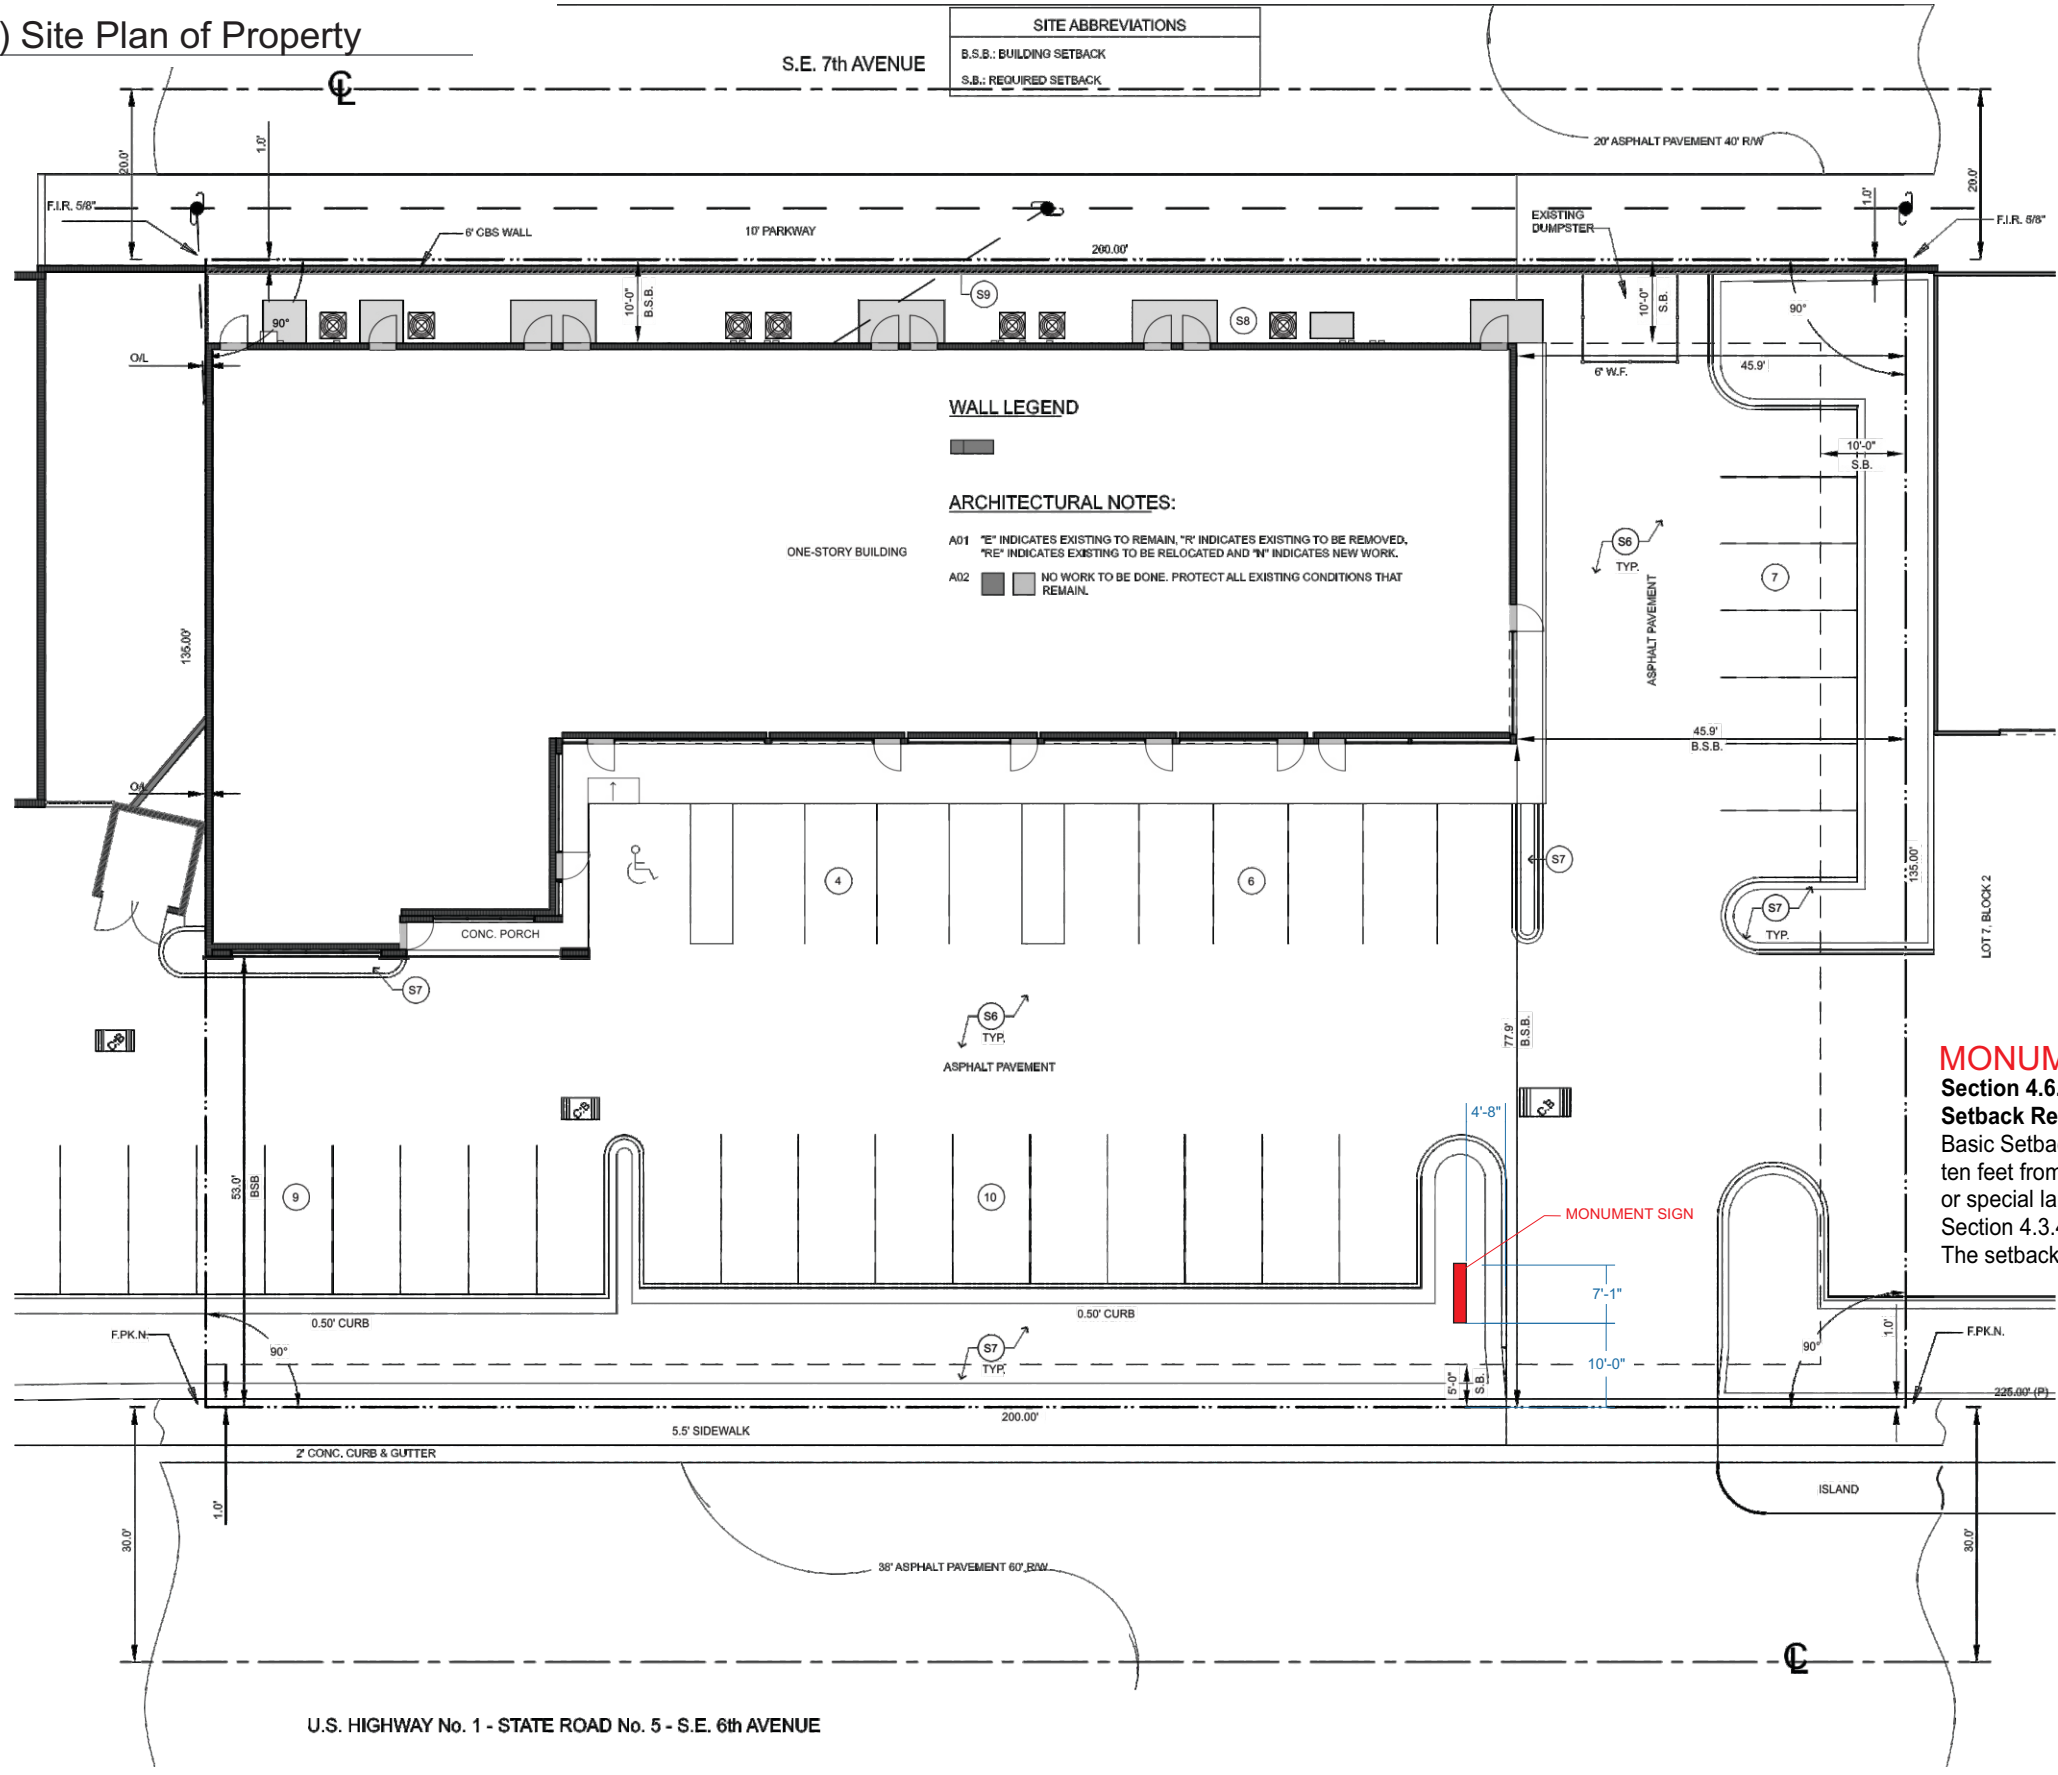 ) Site Plan of Property
SITE ABBREVIATIONS
B.S.B.: BUILDING SETBACK
S.B.: REQUIRED SETBACK
S.E. 7th AVENUE
20' ASPHALT PAVEMENT 40' R/W
20.0'
1.0'
1.0'
20.0'
F.I.R. 5/8"
6' CBS WALL
10' PARKWAY
200.00'
EXISTING
DUMPSTER
F.I.R. 5/8"
S9
S8
10'-0"
B.S.B.
10'-0"
S.B.
90°
90°
O/L
6' W.F.
45.9'
WALL LEGEND
10'-0"
S.B.
ARCHITECTURAL NOTES:
A01 "E" INDICATES EXISTING TO REMAIN, "R" INDICATES EXISTING TO BE REMOVED,
"RE" INDICATES EXISTING TO BE RELOCATED AND "N" INDICATES NEW WORK.
A02 NO WORK TO BE DONE. PROTECT ALL EXISTING CONDITIONS THAT
REMAIN.
ONE-STORY BUILDING
S6
TYP.
ASPHALT PAVEMENT
7
135.00'
45.9'
B.S.B.
O/L
4
6
S7
135.00'
LOT 7, BLOCK 2
S7
TYP.
CONC. PORCH
S7
S6
TYP.
ASPHALT PAVEMENT
77.9'
B.S.B.
C.B
C.B
C.B
4'-8"
MONUM
Section 4.6.
Setback Re
Basic Setba
ten feet from
or special la
Section 4.3.4
The setback
53.0'
BSB
9
10
MONUMENT SIGN
7'-1"
10'-0"
0.50' CURB
0.50' CURB
F.PK.N.
90°
S7
TYP.
5'-0"
S.B.
90°
1.0'
F.PK.N.
225.00' (P)
200.00'
5.5' SIDEWALK
2' CONC. CURB & GUTTER
1.0'
30.0'
ISLAND
30.0'
38' ASPHALT PAVEMENT 60' R/W
U.S. HIGHWAY No. 1 - STATE ROAD No. 5 - S.E. 6th AVENUE